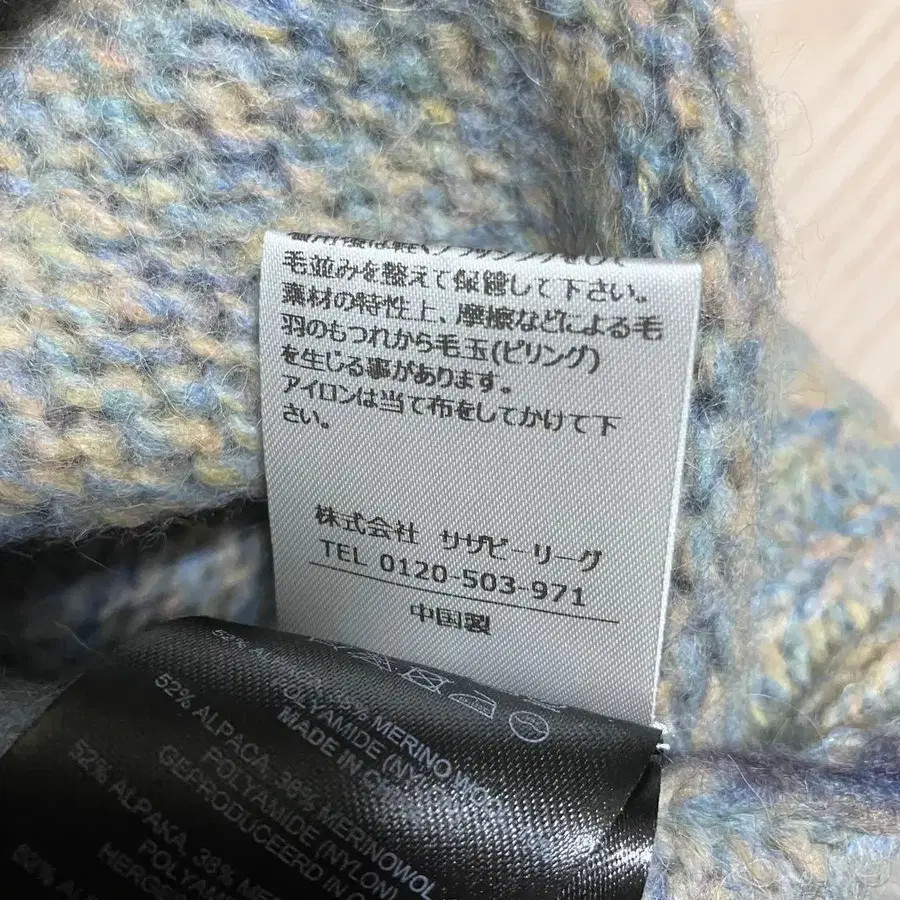 毛並みを整えて保管して下さい。
素材の特性上、摩擦などによる毛
羽のもつれから毛玉(ピリング)
を生じる事があります。
アイロンは当て布をしてかけて下
さい。
株式会社 サザビーリーグ
TEL 0120-503-971
中国製
POLYAMIDE
MADE IN
52% ALPACA, 38% MERINOWOL
POLYAMIDE (NYLON)
GEPRODUCEERD IN
52% ALPAKA, 38%